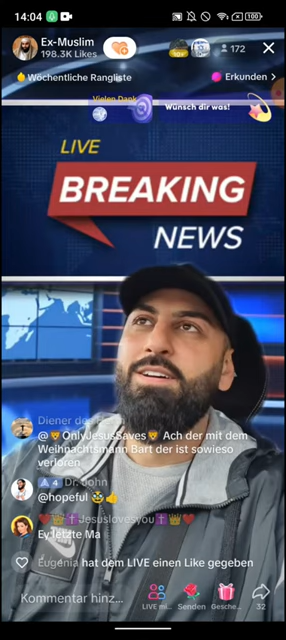 14:04
100
Ex-Muslim
198.3K Likes
172
Wöchentliche Rangliste
Erkunden >
Vielen Dank
Wünsch dir was!
LIVE
BREAKING
NEWS
Diener der
@🦁OnlyJesusSaves🦁 Ach der mit dem
Weihnachtsmann Bart der ist sowieso
verloren
4 Dr. John
@hopeful 🥸👍
❤️👑✝️Jesuslovesyou✝️👑❤️
Ey letzte Ma
Eugenia hat dem LIVE einen Like gegeben
Kommentar hinz...
LIVE mi...
Senden
Gesche...
32